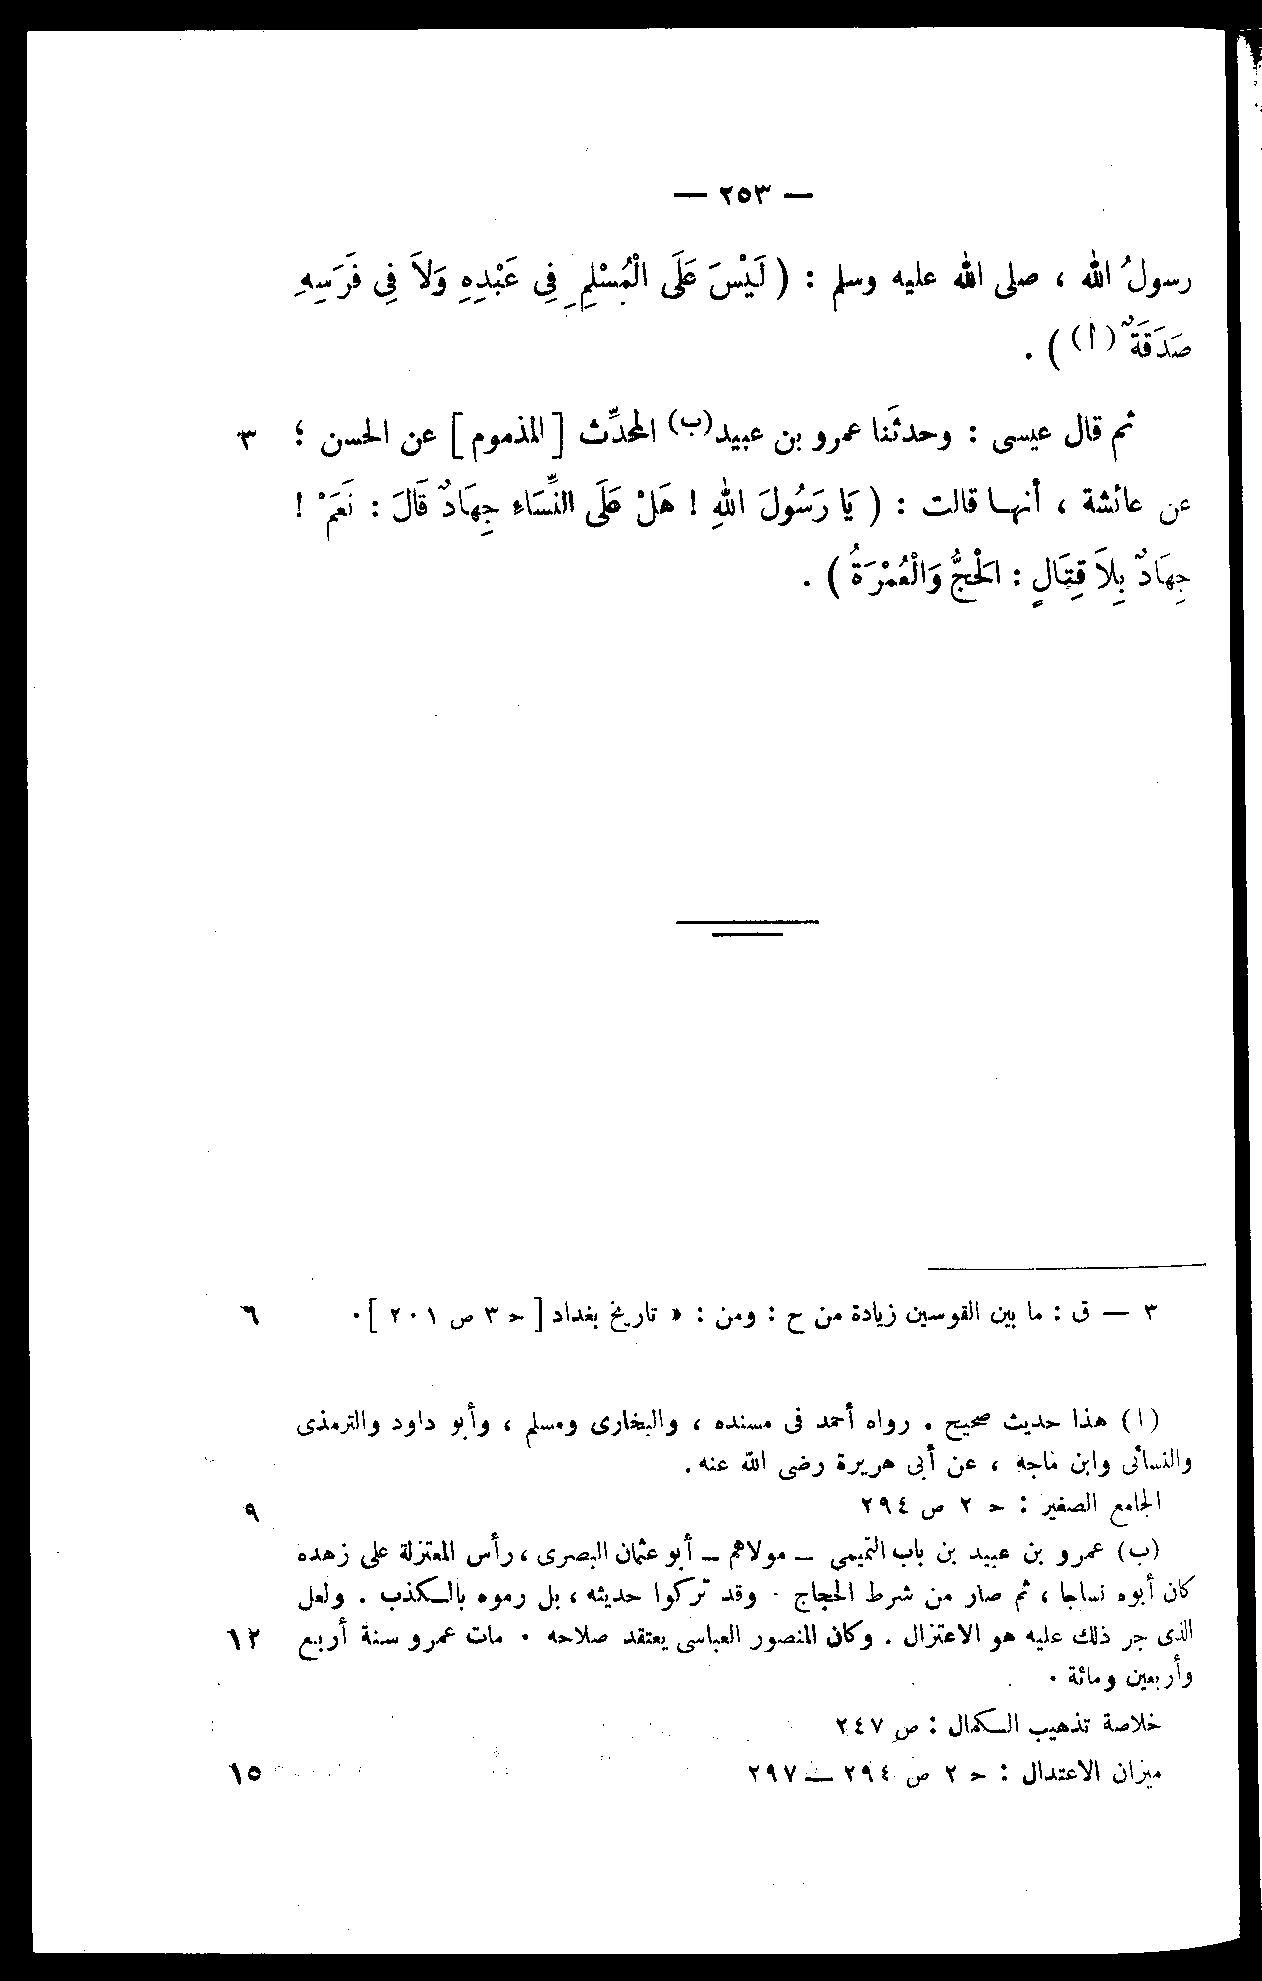 — ٢٥٣ —
رسولُ الله ، صلى الله عليه وسلم : ( لَيْسَ عَلَى الْمُسْلِمِ فِى عَبْدِهِ وَلاَ فِى فَرَسِهِ
صَدَقَةٌ (ا) ) .
ثم قال عيسى : وحدثَنا عمرو بن عبيد (ب) المحدِّث [ المذموم ] عن الحسن ؛ ٣
عن عائشة ، أنها قالت : ( يَا رَسُولَ اللهِ ! هَلْ عَلَى النِّسَاءِ جِهَادٌ قَالَ : نَعَمْ !
جِهَادٌ بِلاَ قِتَالٍ : الْحَجُّ وَالْعُمْرَةُ ) .
٣ — ق : ما بين القوسين زيادة من ح : ومن : « تاريخ بغداد [ حـ ٣ ص ٢٠١ ] . ٦
(ا) هذا حديث صحيح . رواه أحمد فى مسنده ، والبخارى ومسلم ، وأبو داود والترمذى
والنسائى وابن ماجه ، عن أبى هريرة رضى الله عنه .
الجامع الصغير : حـ ٢ ص ٢٩٤ ٩
(ب) عمرو بن عبيد بن باب التميمي – مولاهم – أبو عثمان البصرى ، رأس المعتزلة على زهده
كان أبوه نساجا ، ثم صار من شرط الحجاج . وقد تركوا حديثه ، بل رموه بالكذب . ولعل
الذى جر ذلك عليه هو الاعتزال . وكان المنصور العباسى يعتقد صلاحه . مات عمرو سنة أربع ١٢
وأربعين ومائة .
خلاصة تذهيب الكمال : ص ٢٤٧
ميزان الاعتدال : حـ ٢ ص ٢٩٤ — ٢٩٧ ١٥